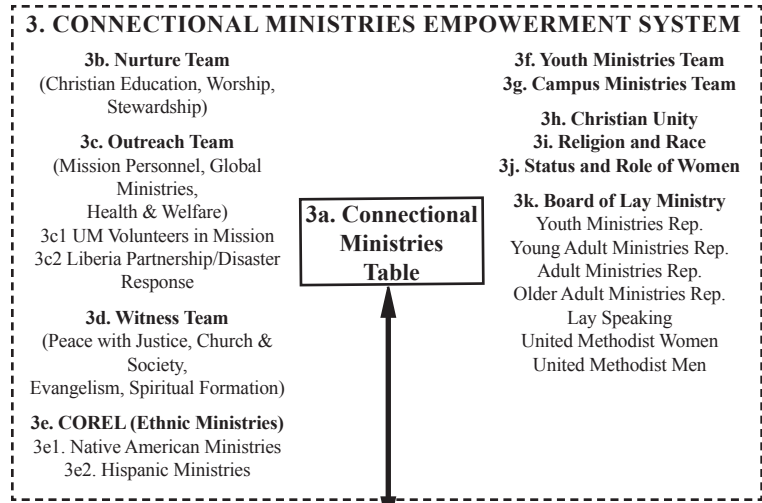 3. CONNECTIONAL MINISTRIES EMPOWERMENT SYSTEM
3b. Nurture Team
(Christian Education, Worship,
Stewardship)
3c. Outreach Team
(Mission Personnel, Global
Ministries,
Health & Welfare)
3c1 UM Volunteers in Mission
3c2 Liberia Partnership/Disaster
Response
3d. Witness Team
(Peace with Justice, Church &
Society,
Evangelism, Spiritual Formation)
3e. COREL (Ethnic Ministries)
3e1. Native American Ministries
3e2. Hispanic Ministries
3a. Connectional
Ministries
Table
3f. Youth Ministries Team
3g. Campus Ministries Team
3h. Christian Unity
3i. Religion and Race
3j. Status and Role of Women
3k. Board of Lay Ministry
Youth Ministries Rep.
Young Adult Ministries Rep.
Adult Ministries Rep.
Older Adult Ministries Rep.
Lay Speaking
United Methodist Women
United Methodist Men